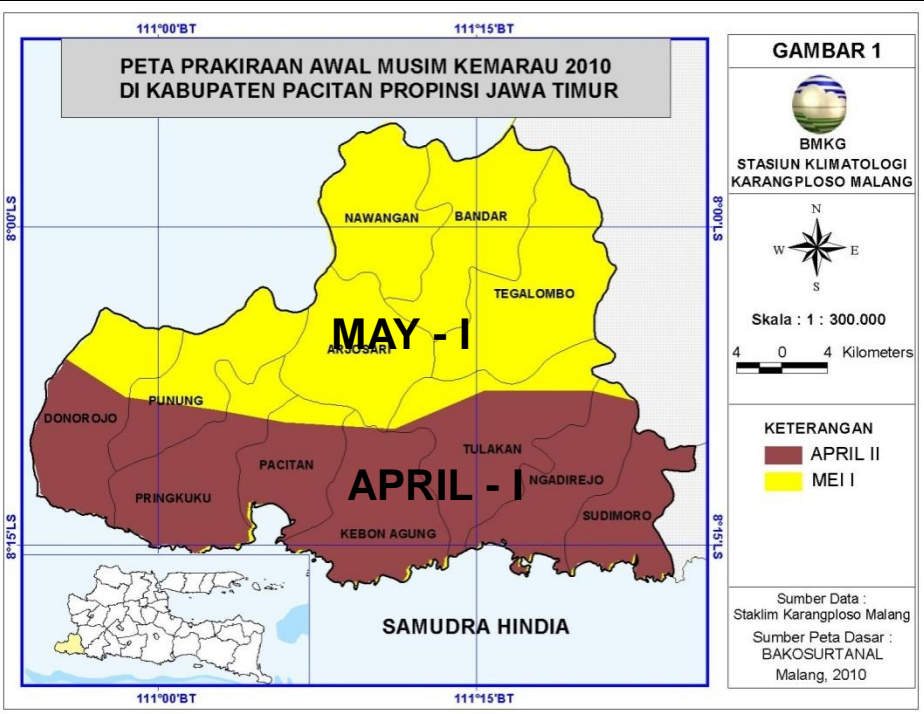 111°00'BT
111°15'BT
PETA PRAKIRAAN AWAL MUSIM KEMARAU 2010
DI KABUPATEN PACITAN PROPINSI JAWA TIMUR
8°00'LS
8°00'LS
NAWANGAN
BANDAR
TEGALOMBO
MAY - I
ARJOSARI
PUNUNG
DONOROJO
TULAKAN
PACITAN
APRIL - I
NGADIREJO
PRINGKUKU
SUDIMORO
KEBON AGUNG
8°15'LS
8°15'LS
SAMUDRA HINDIA
111°00'BT
111°15'BT
GAMBAR 1
BMKG
STASIUN KLIMATOLOGI
KARANGPLOSO MALANG
N
W
E
S
Skala : 1 : 300.000
4 0 4 Kilometers
KETERANGAN
APRIL II
MEI I
Sumber Data :
Staklim Karangploso Malang
Sumber Peta Dasar :
BAKOSURTANAL
Malang, 2010